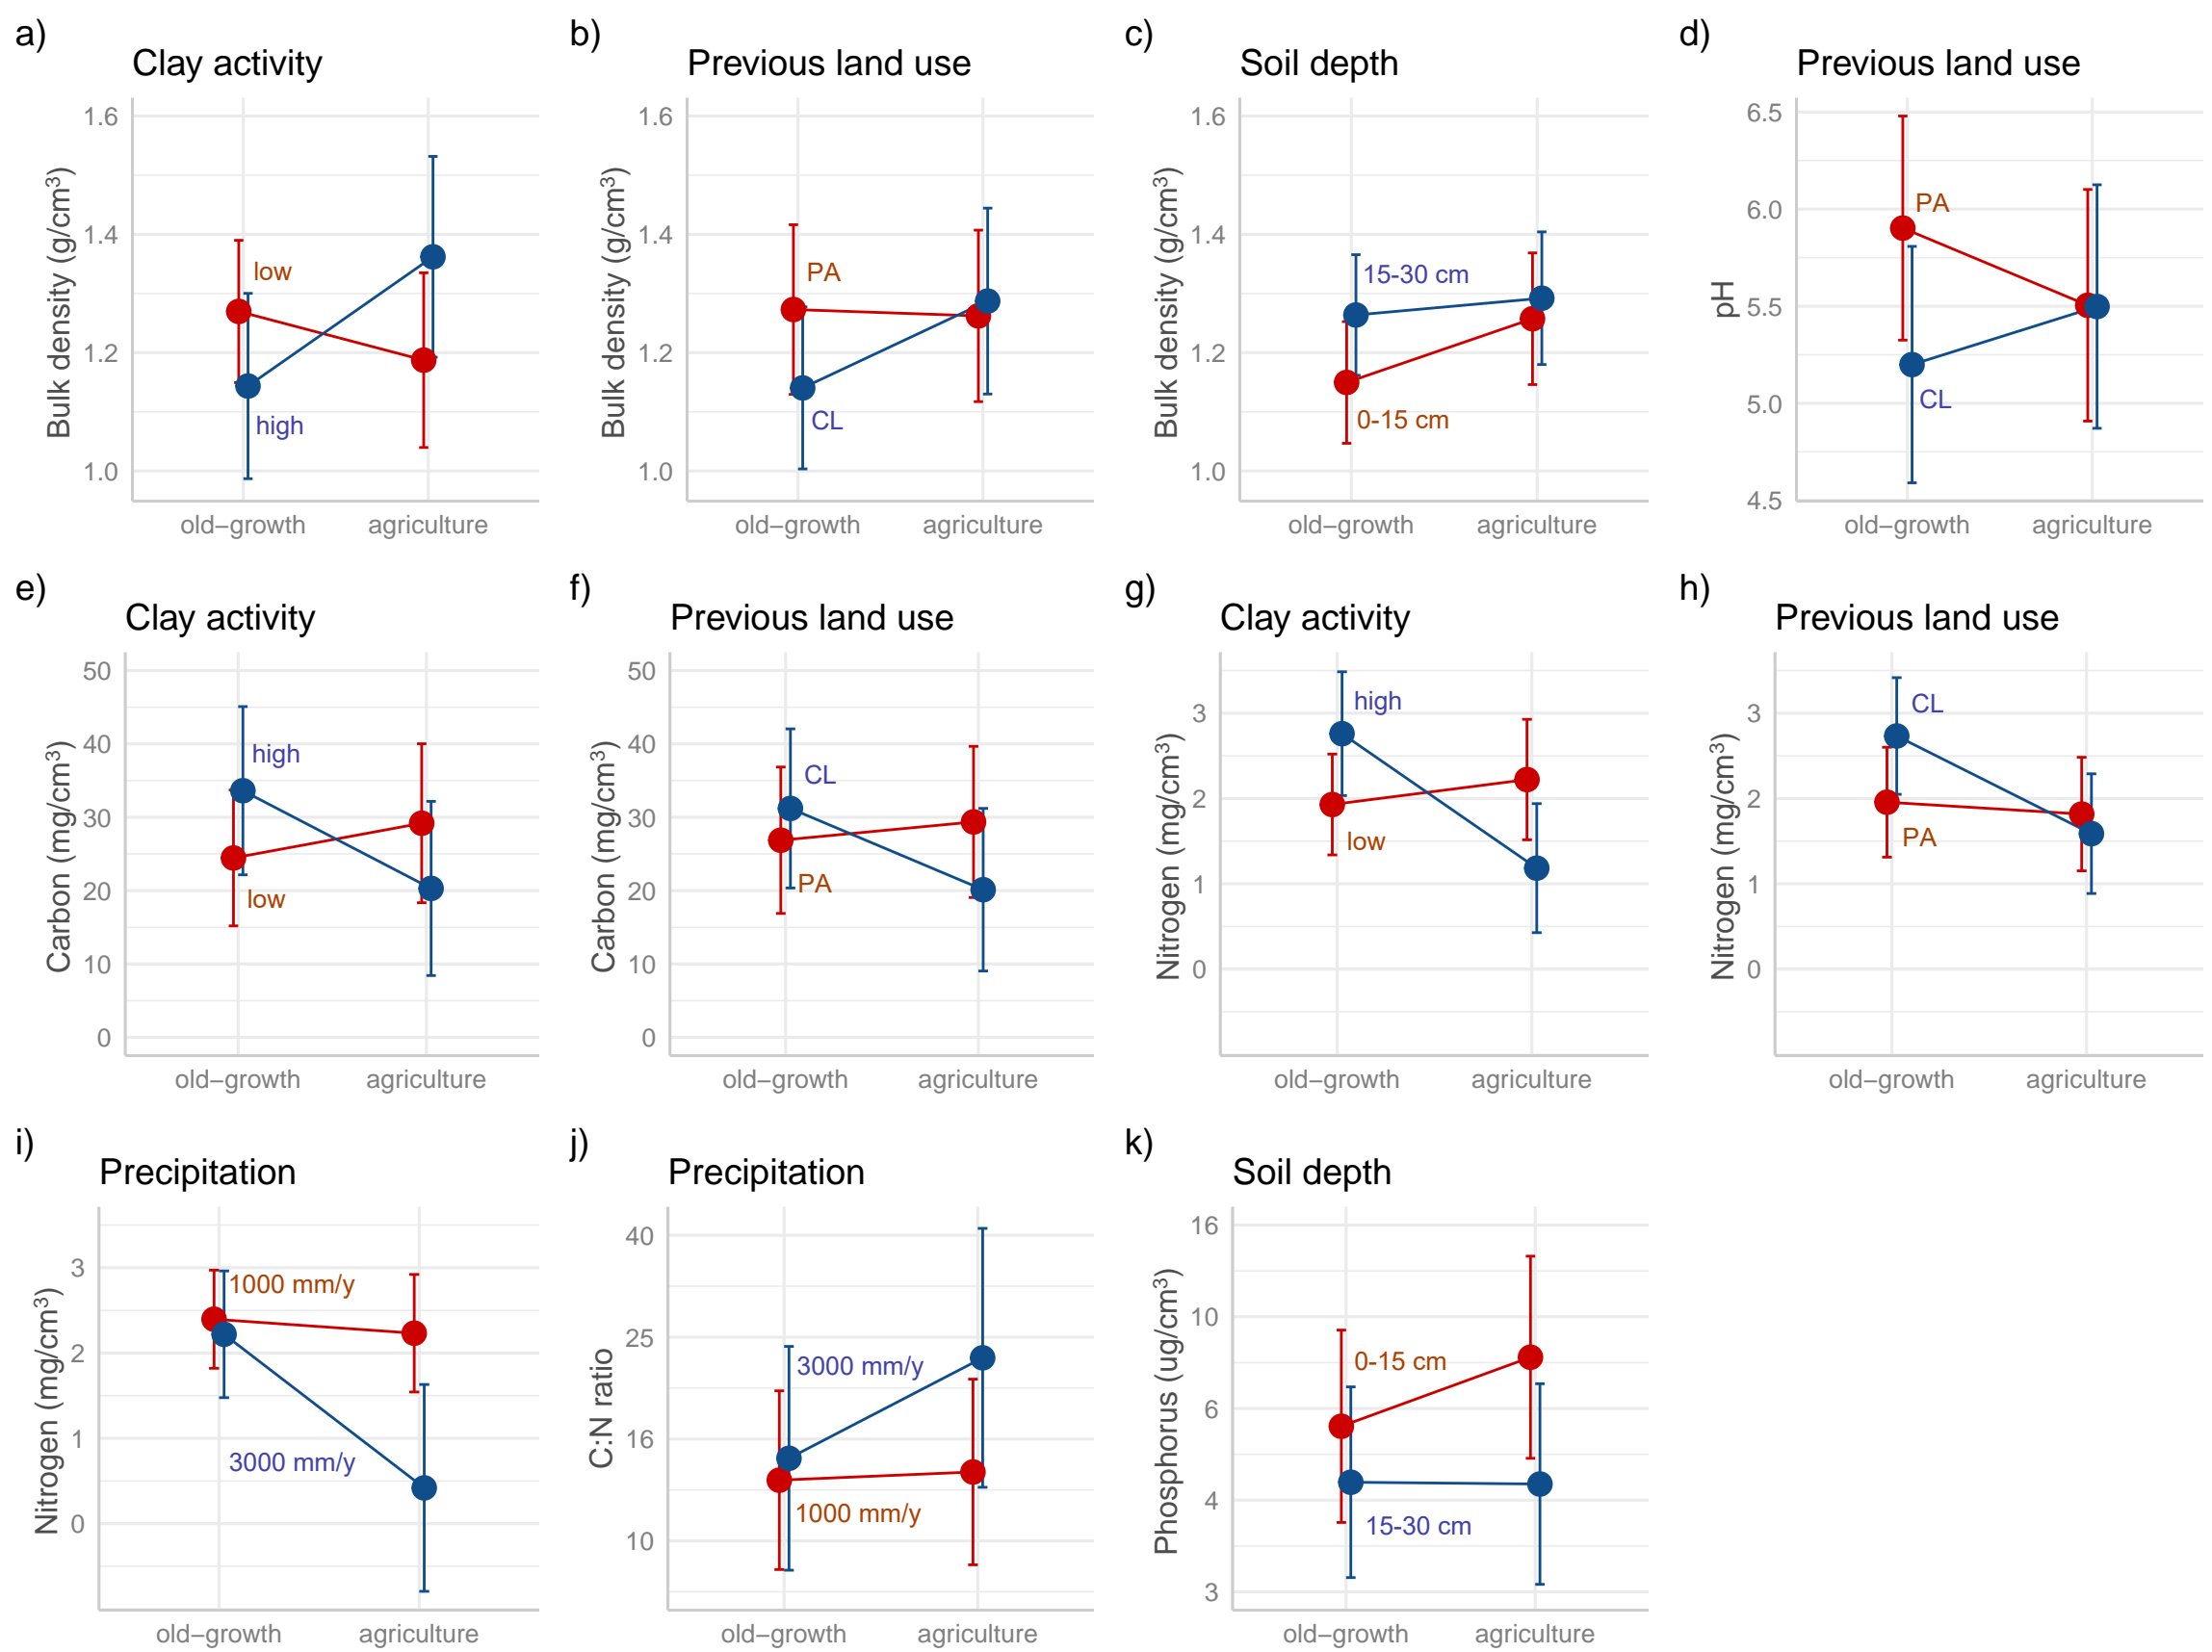 a)
Clay activity
Bulk density (g/cm³)
1.6
1.4
1.2
1.0
low
high
old–growth
agriculture
b)
Previous land use
Bulk density (g/cm³)
1.6
1.4
1.2
1.0
PA
CL
old–growth
agriculture
c)
Soil depth
Bulk density (g/cm³)
1.6
1.4
1.2
1.0
15-30 cm
0-15 cm
old–growth
agriculture
d)
Previous land use
pH
6.5
6.0
5.5
5.0
4.5
PA
CL
old–growth
agriculture
e)
Clay activity
Carbon (mg/cm³)
50
40
30
20
10
0
high
low
old–growth
agriculture
f)
Previous land use
Carbon (mg/cm³)
50
40
30
20
10
0
CL
PA
old–growth
agriculture
g)
Clay activity
Nitrogen (mg/cm³)
3
2
1
0
high
low
old–growth
agriculture
h)
Previous land use
Nitrogen (mg/cm³)
3
2
1
0
CL
PA
old–growth
agriculture
i)
Precipitation
Nitrogen (mg/cm³)
3
2
1
0
1000 mm/y
3000 mm/y
old–growth
agriculture
j)
Precipitation
C:N ratio
40
25
16
10
3000 mm/y
1000 mm/y
old–growth
agriculture
k)
Soil depth
Phosphorus (ug/cm³)
16
10
6
4
3
0-15 cm
15-30 cm
old–growth
agriculture